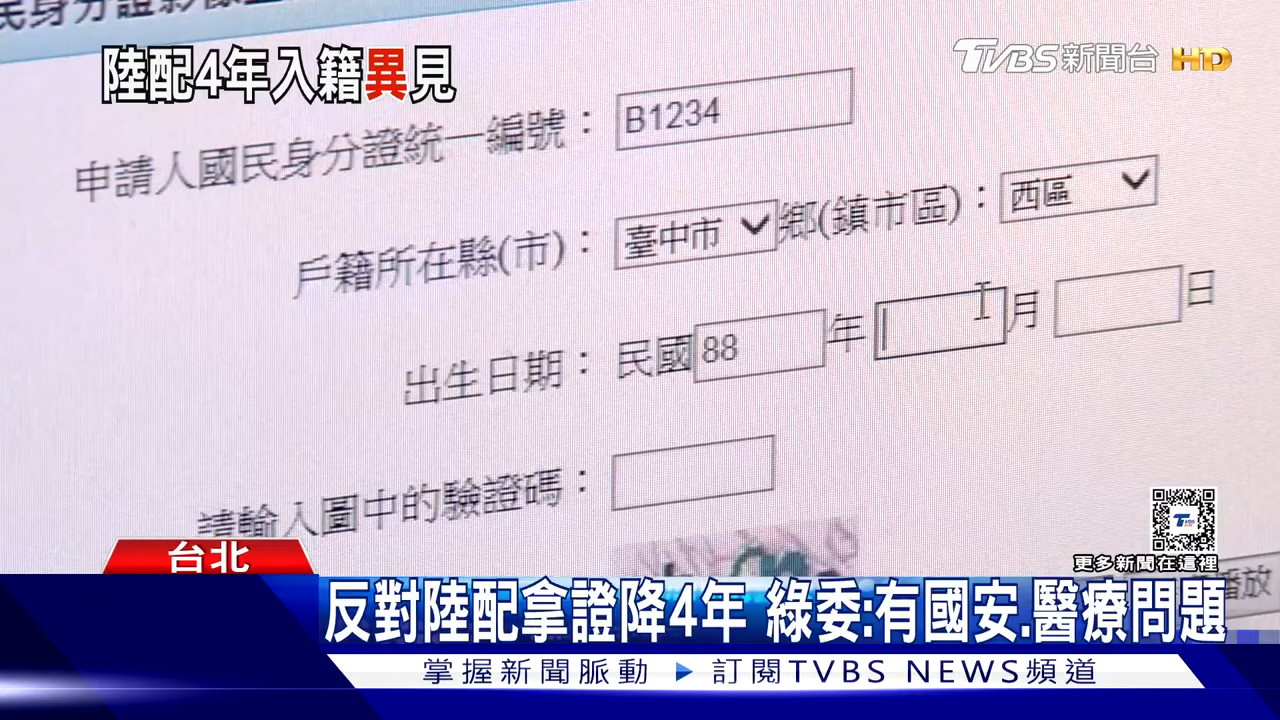 陸配4年入籍異見
TVBS新聞台 HD
申請人國民身分證統一編號： B1234
戶籍所在縣(市)： 臺中市 鄉(鎮市區)： 西區
出生日期： 民國 88 年 月 日
請輸入圖中的驗證碼：
更多新聞在這裡
播放
台北
反對陸配拿證降4年 綠委:有國安.醫療問題
掌握新聞脈動 ▶ 訂閱TVBS NEWS頻道